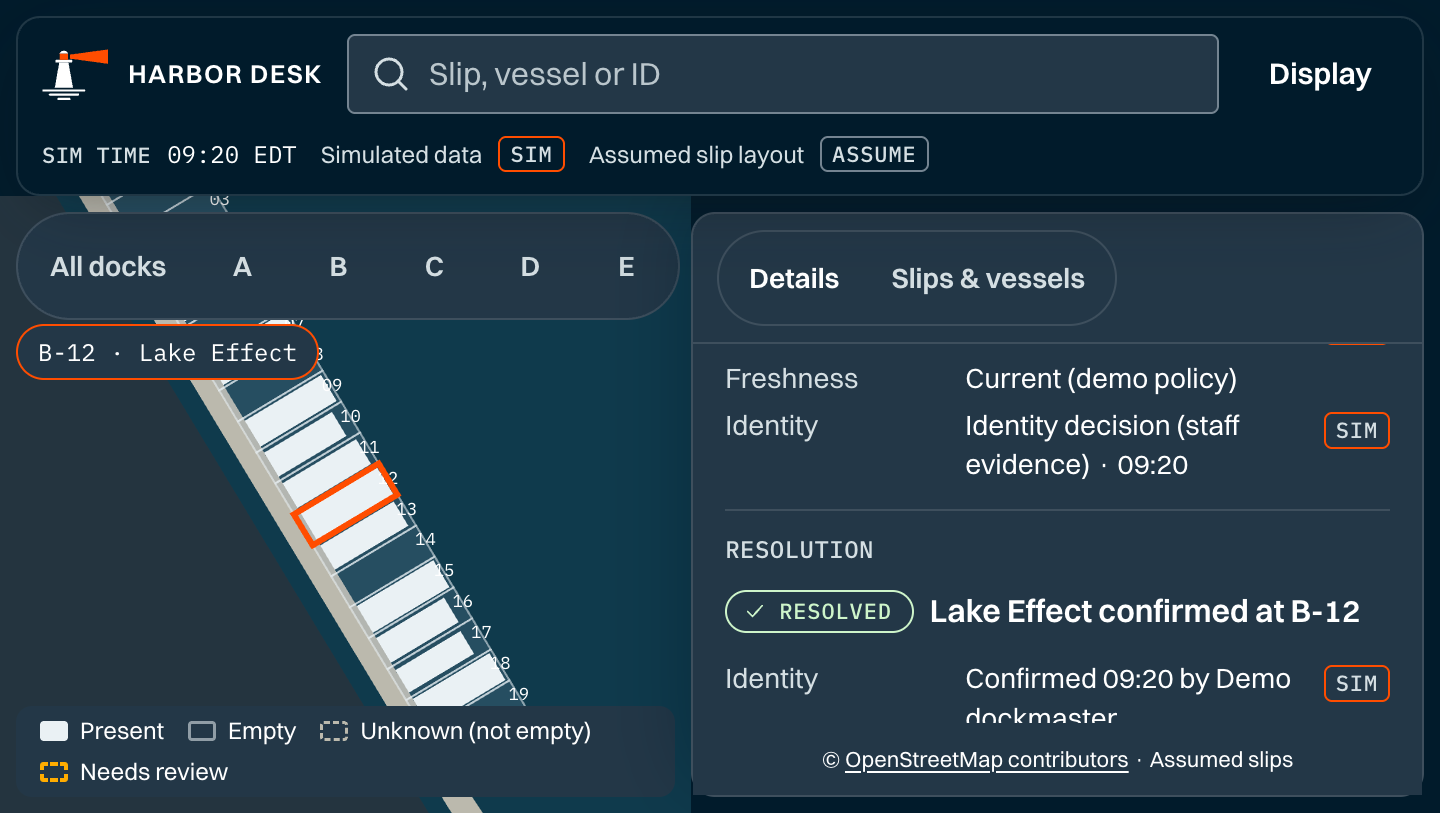 HARBOR DESK
Slip, vessel or ID
Display
SIM TIME 09:20 EDT Simulated data SIM Assumed slip layout ASSUME
03
All docks A B C D E
Details Slips & vessels
B-12 · Lake Effect
09
10
11
13
14
15
16
17
18
19
Freshness Current (demo policy)
Identity Identity decision (staff SIM
evidence) · 09:20
RESOLUTION
RESOLVED Lake Effect confirmed at B-12
Identity Confirmed 09:20 by Demo SIM
dockmaster
Present Empty Unknown (not empty)
Needs review
© OpenStreetMap contributors · Assumed slips